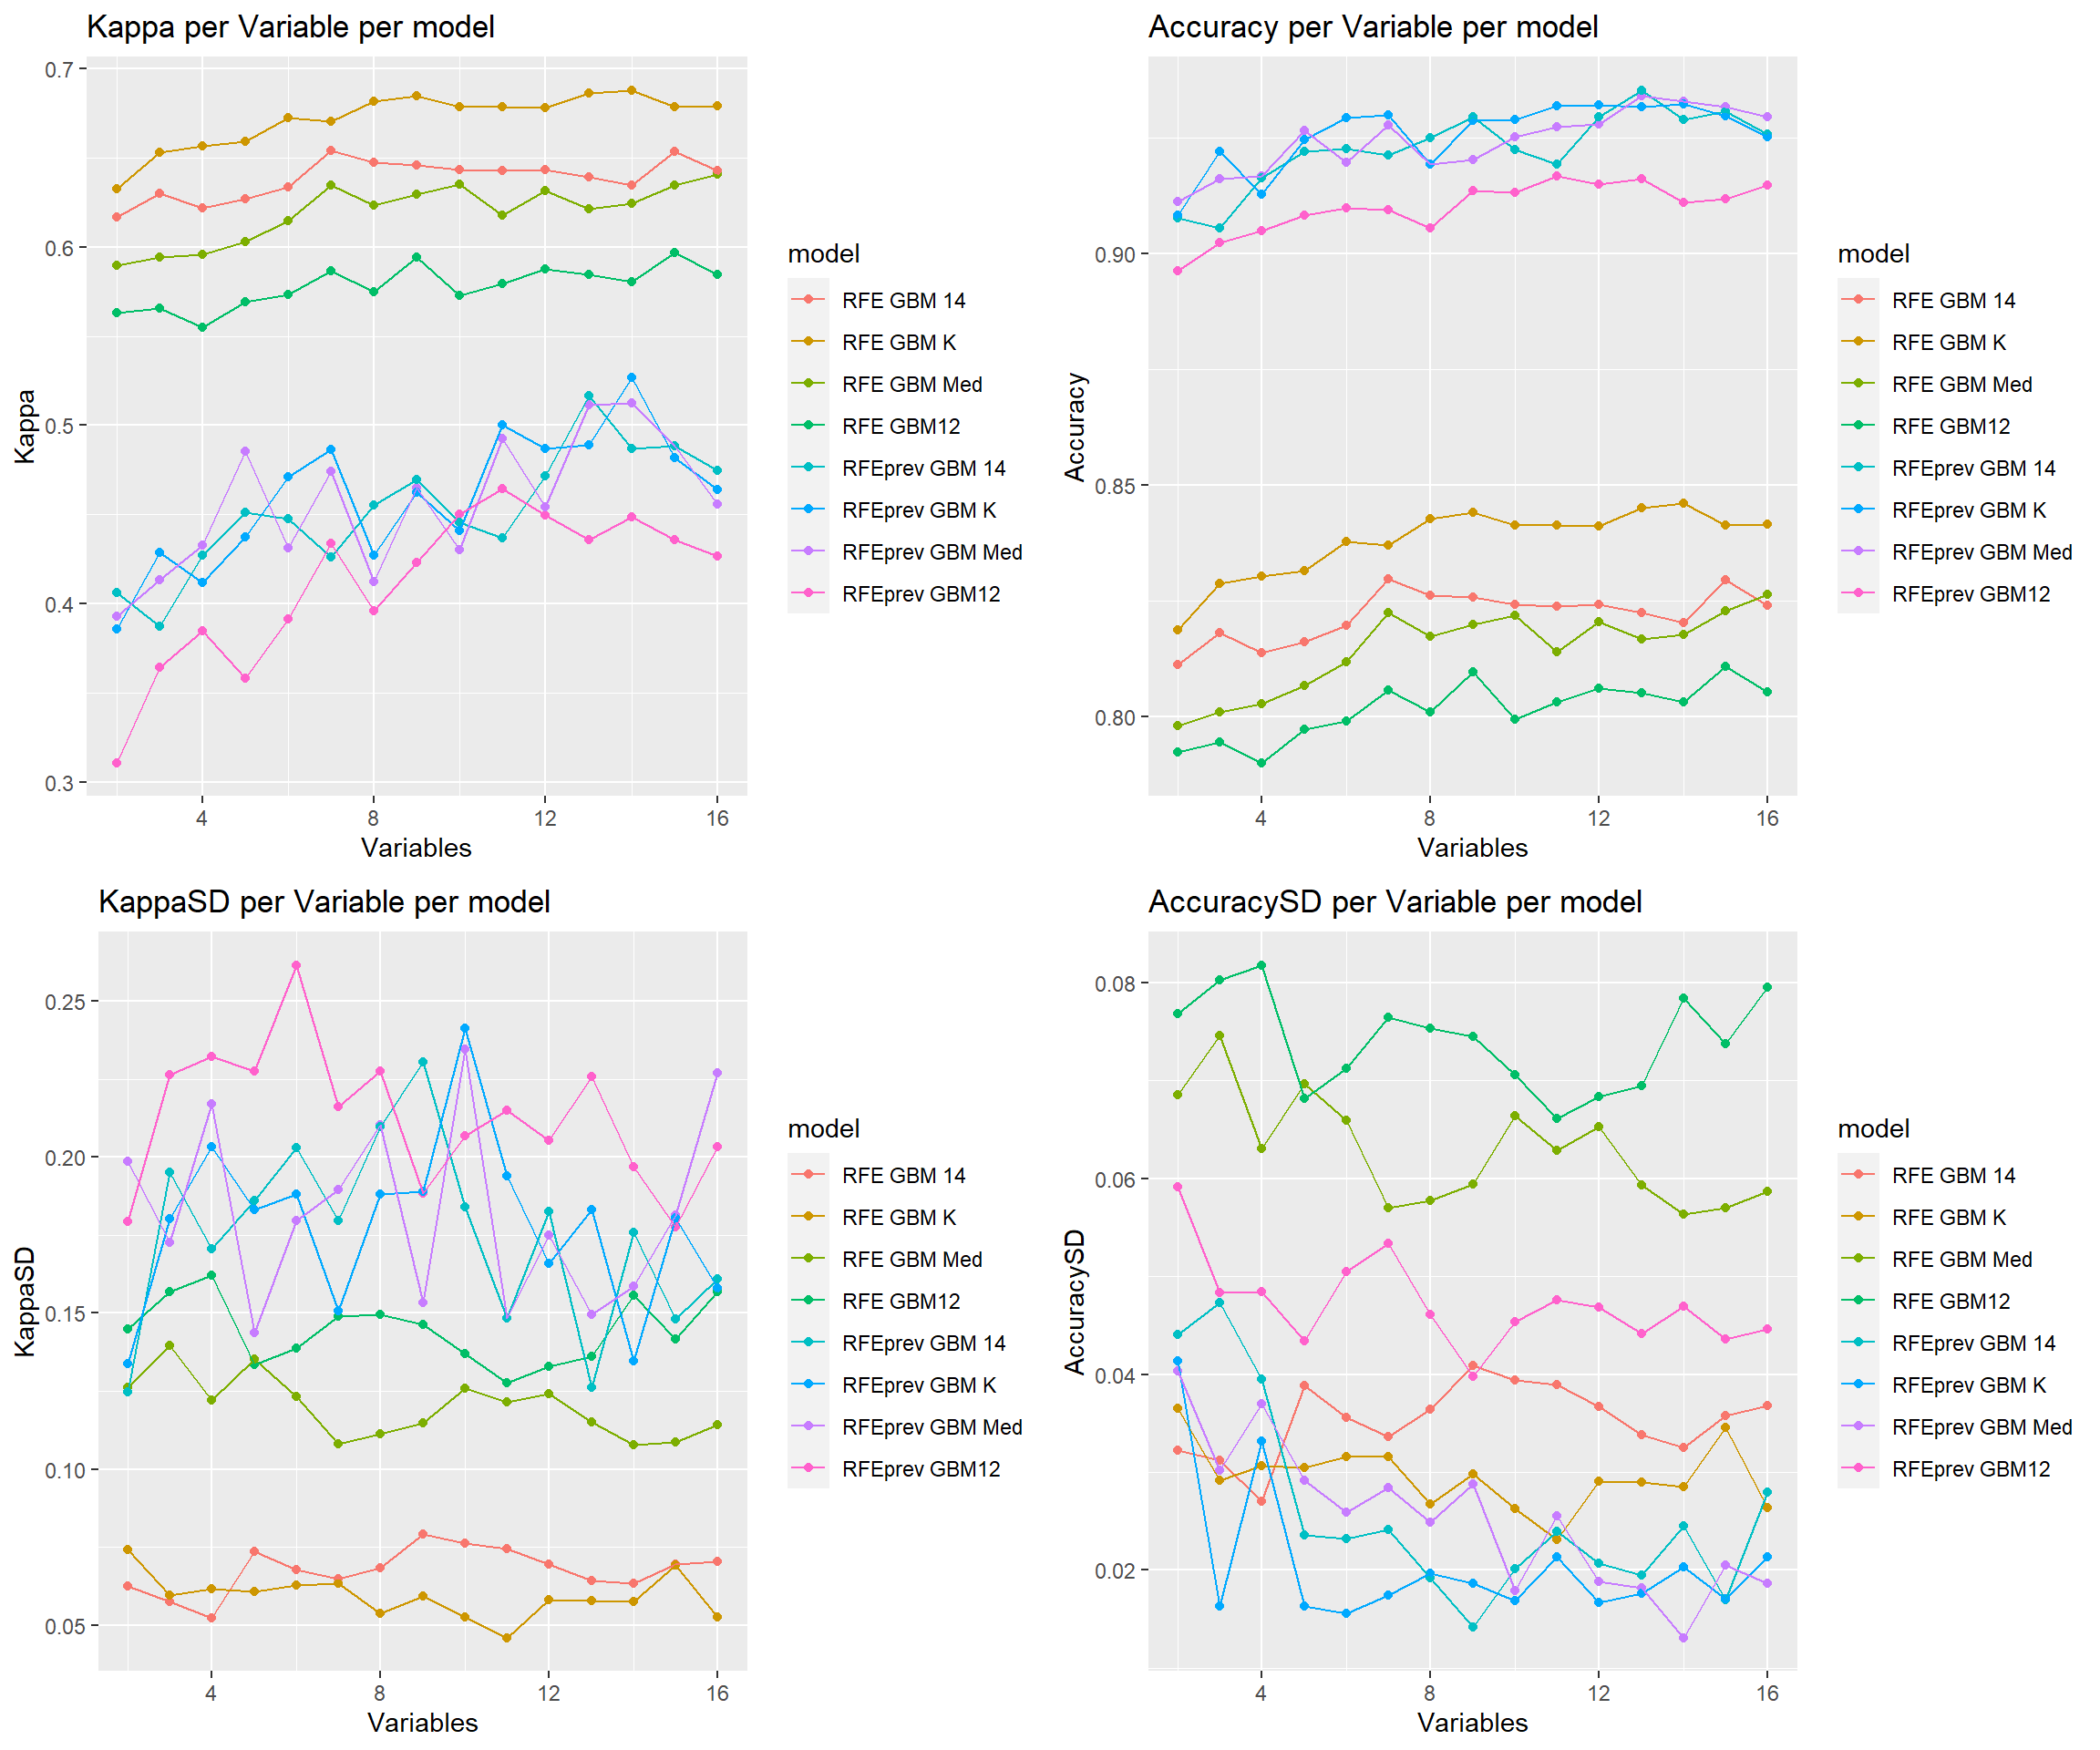 Kappa per Variable per model
0.7
0.6
0.5
0.4
0.3
Kappa
4
8
12
16
Variables
model
RFE GBM 14
RFE GBM K
RFE GBM Med
RFE GBM12
RFEprev GBM 14
RFEprev GBM K
RFEprev GBM Med
RFEprev GBM12
Accuracy per Variable per model
0.90
0.85
0.80
Accuracy
4
8
12
16
Variables
model
RFE GBM 14
RFE GBM K
RFE GBM Med
RFE GBM12
RFEprev GBM 14
RFEprev GBM K
RFEprev GBM Med
RFEprev GBM12
KappaSD per Variable per model
0.25
0.20
0.15
0.10
0.05
KappaSD
4
8
12
16
Variables
model
RFE GBM 14
RFE GBM K
RFE GBM Med
RFE GBM12
RFEprev GBM 14
RFEprev GBM K
RFEprev GBM Med
RFEprev GBM12
AccuracySD per Variable per model
0.08
0.06
0.04
0.02
AccuracySD
4
8
12
16
Variables
model
RFE GBM 14
RFE GBM K
RFE GBM Med
RFE GBM12
RFEprev GBM 14
RFEprev GBM K
RFEprev GBM Med
RFEprev GBM12